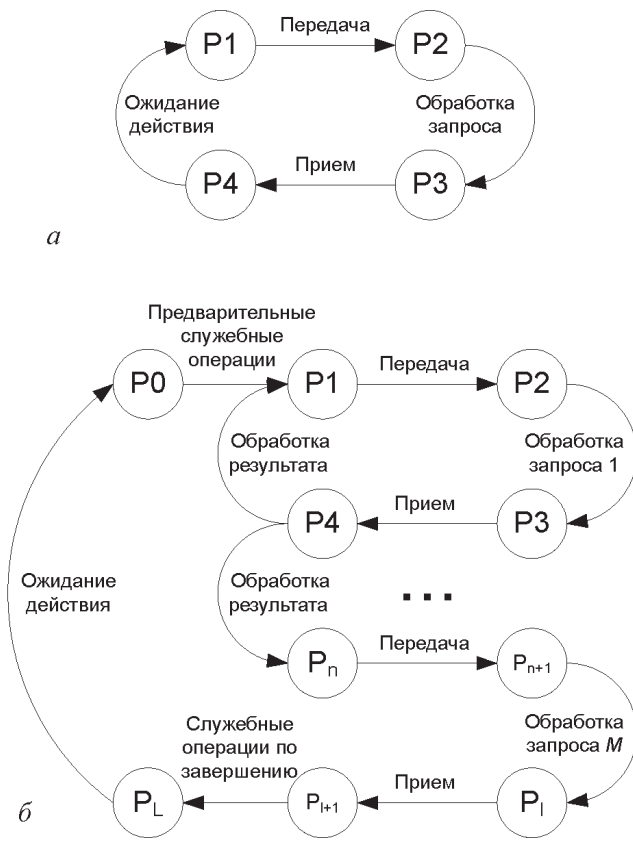 P1
Передача
P2
Ожидание
действия
Обработка
запроса
P4
Прием
P3
а
Предварительные
служебные
операции
P0
P1
Передача
P2
Обработка
результата
Обработка
запроса 1
P4
Прием
P3
Ожидание
действия
Обработка
результата
...
Pn
Передача
Pn+1
Служебные
операции по
завершению
Обработка
запроса M
PL
Pl+1
Прием
Pl
б